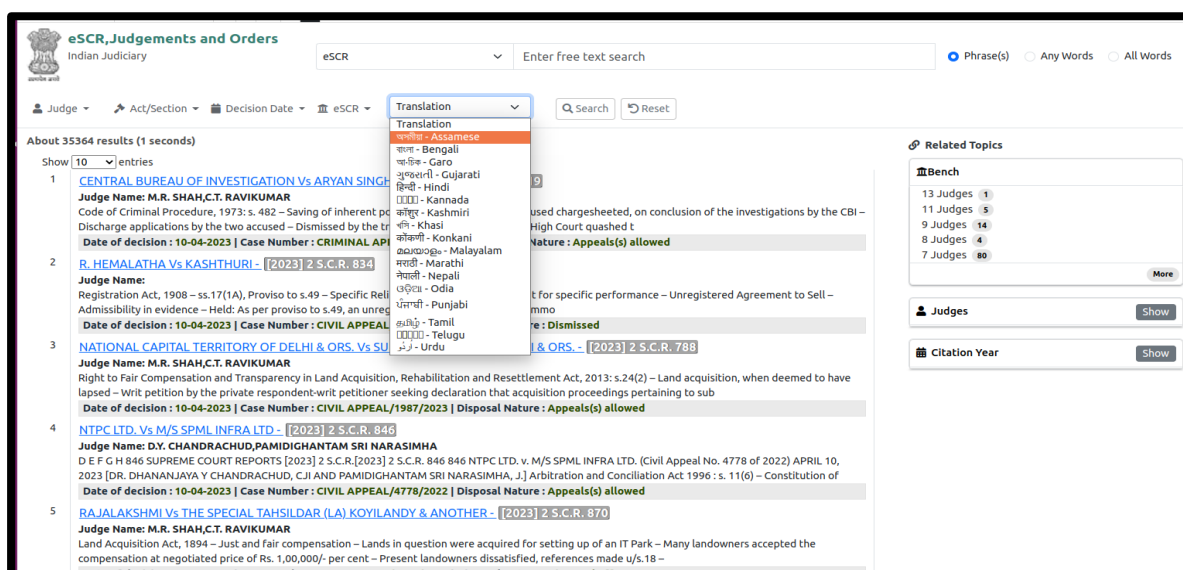 eSCR,Judgements and Orders
Indian Judiciary
सत्यमेव जयते
eSCR
Enter free text search
Phrase(s) Any Words All Words
Judge Act/Section Decision Date eSCR Translation Search Reset
Translation
অসমীয়া - Assamese
বাংলা - Bengali
আ·চিক - Garo
ગુજરાતી - Gujarati
हिन्दी - Hindi
- Kannada
कॉशुर - Kashmiri
খাসি - Khasi
कोंकणी - Konkani
മലയാളം - Malayalam
मराठी - Marathi
नेपाली - Nepali
ଓଡ଼ିଆ - Odia
ਪੰਜਾਬੀ - Punjabi
தமிழ் - Tamil
- Telugu
اردو - Urdu
About 35364 results (1 seconds)
Show 10 entries
1 CENTRAL BUREAU OF INVESTIGATION Vs ARYAN SINGH
Judge Name: M.R. SHAH,C.T. RAVIKUMAR
Code of Criminal Procedure, 1973: s. 482 – Saving of inherent chargesheeted, on conclusion of the investigations by the CBI –
Discharge applications by the two accused – Dismissed by the High Court quashed t
Date of decision : 10-04-2023 | Case Number : CRIMINAL Nature : Appeals(s) allowed
2 R. HEMALATHA Vs KASHTHURI - [[2023] 2 S.C.R. 834]
Judge Name:
Registration Act, 1908 – ss.17(1A), Proviso to s.49 – Specific for specific performance – Unregistered Agreement to Sell –
Admissibility in evidence – Held: As per proviso to s.49, an
Date of decision : 10-04-2023 | Case Number : CIVIL : Dismissed
3 NATIONAL CAPITAL TERRITORY OF DELHI & ORS. Vs & ORS. - [[2023] 2 S.C.R. 788]
Judge Name: M.R. SHAH,C.T. RAVIKUMAR
Right to Fair Compensation and Transparency in Land Acquisition, Rehabilitation and Resettlement Act, 2013: s.24(2) – Land acquisition, when deemed to have
lapsed – Writ petition by the private respondent-writ petitioner seeking declaration that acquisition proceedings pertaining to sub
Date of decision : 10-04-2023 | Case Number : CIVIL APPEAL/1987/2023 | Disposal Nature : Appeals(s) allowed
4 NTPC LTD. Vs M/S SPML INFRA LTD - [[2023] 2 S.C.R. 846]
Judge Name: D.Y. CHANDRACHUD,PAMIDIGHANTAM SRI NARASIMHA
D E F G H 846 SUPREME COURT REPORTS [2023] 2 S.C.R.[2023] 2 S.C.R. 846 846 NTPC LTD. v. M/S SPML INFRA LTD. (Civil Appeal No. 4778 of 2022) APRIL 10,
2023 [DR. DHANANJAYA Y CHANDRACHUD, CJI AND PAMIDIGHANTAM SRI NARASIMHA, J.] Arbitration and Conciliation Act 1996 : s. 11(6) – Constitution of
Date of decision : 10-04-2023 | Case Number : CIVIL APPEAL/4778/2022 | Disposal Nature : Appeals(s) allowed
5 RAJALAKSHMI Vs THE SPECIAL TAHSILDAR (LA) KOYILANDY & ANOTHER - [[2023] 2 S.C.R. 870]
Judge Name: M.R. SHAH,C.T. RAVIKUMAR
Land Acquisition Act, 1894 – Just and fair compensation – Lands in question were acquired for setting up of an IT Park – Many landowners accepted the
compensation at negotiated price of Rs. 1,00,000/- per cent – Present landowners dissatisfied, references made u/s.18 –
Related Topics
Bench
13 Judges 1
11 Judges 5
9 Judges 14
8 Judges 4
7 Judges 80
More
Judges Show
Citation Year Show